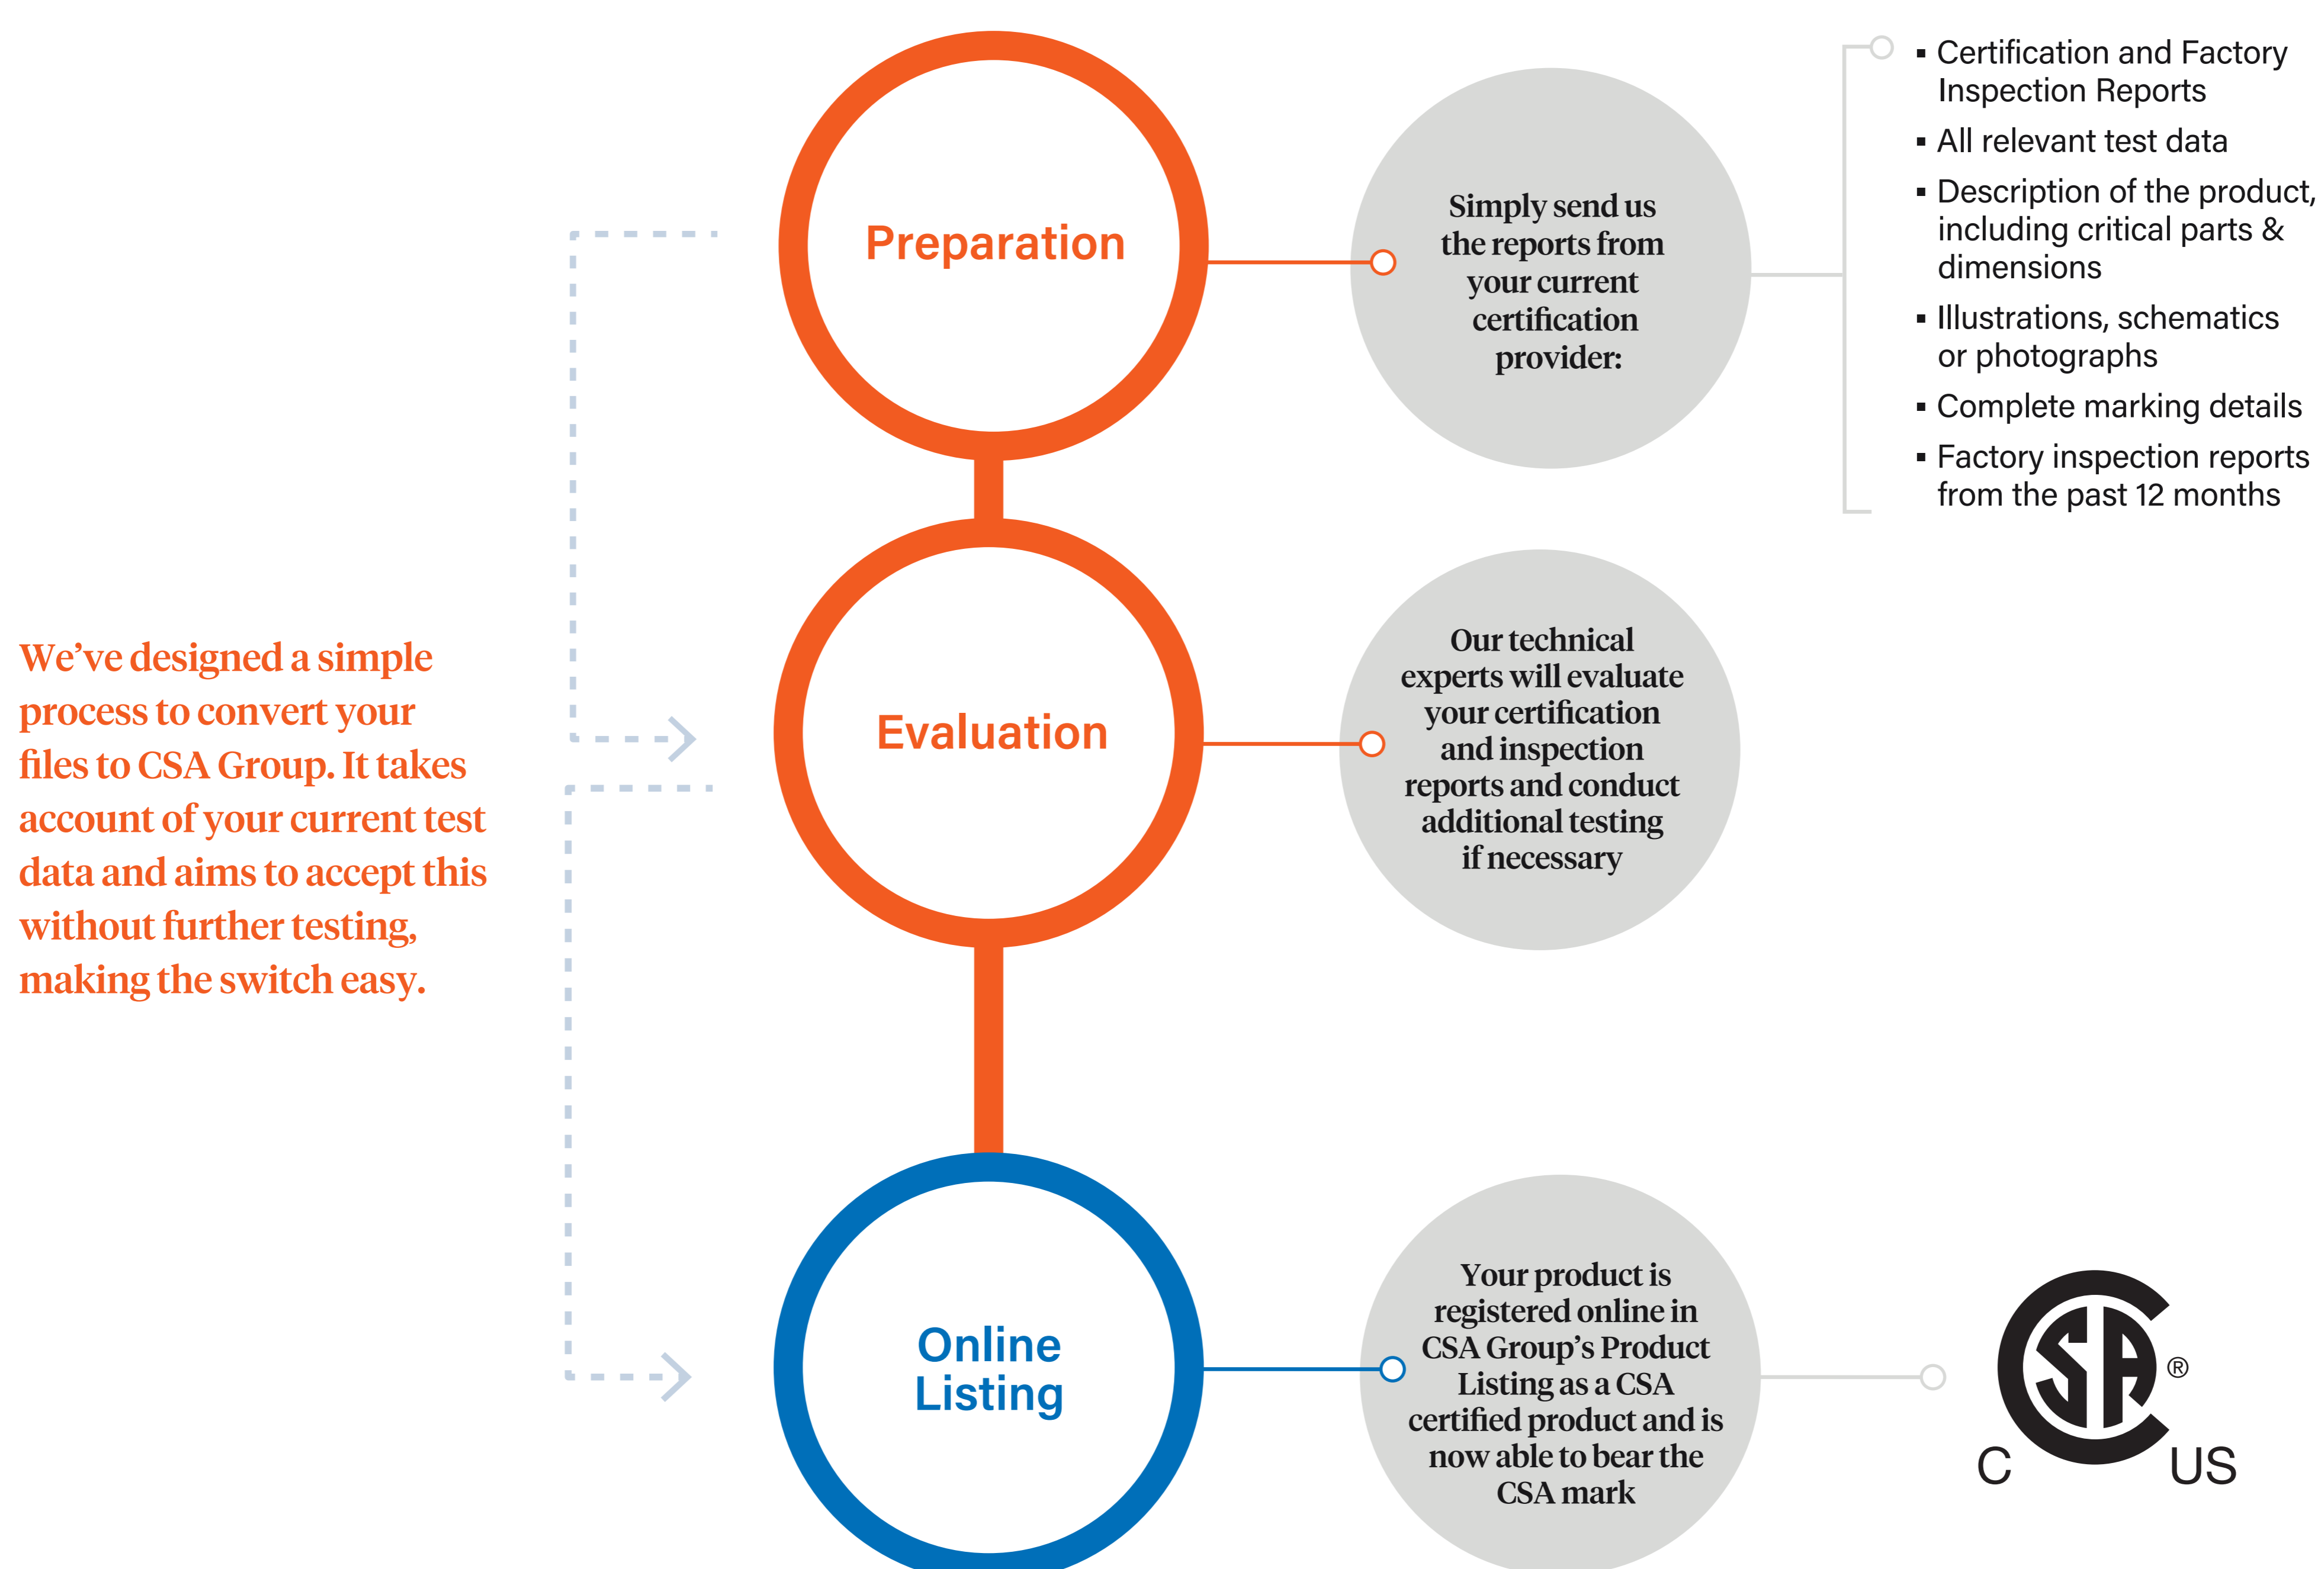 We’ve designed a simple
process to convert your
files to CSA Group. It takes
account of your current test
data and aims to accept this
without further testing,
making the switch easy.
Preparation
Simply send us
the reports from
your current
certification
provider:
▪ Certification and Factory
Inspection Reports
▪ All relevant test data
▪ Description of the product,
including critical parts &
dimensions
▪ Illustrations, schematics
or photographs
▪ Complete marking details
▪ Factory inspection reports
from the past 12 months
Evaluation
Our technical
experts will evaluate
your certification
and inspection
reports and conduct
additional testing
if necessary
Online
Listing
Your product is
registered online in
CSA Group’s Product
Listing as a CSA
certified product and is
now able to bear the
CSA mark
CSA®
C US